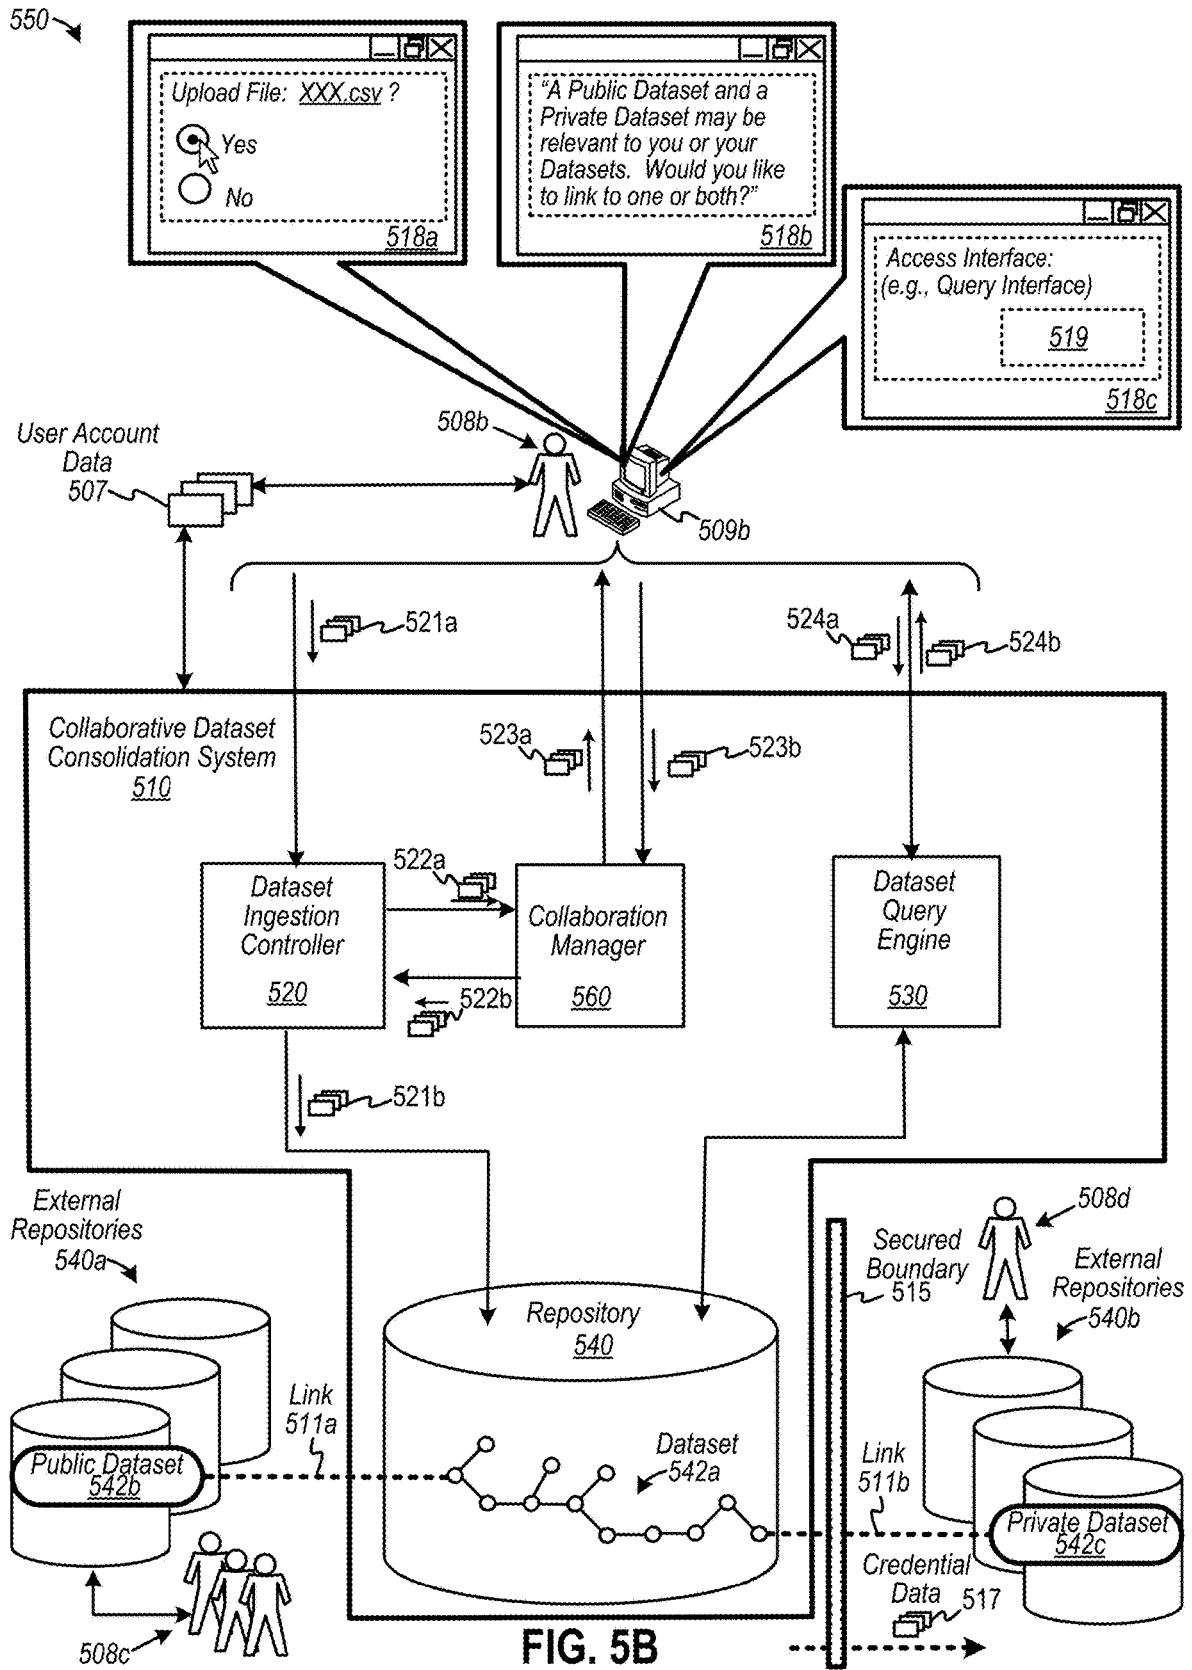 550
Upload File: XXX.csv ?
Yes
No
518a
“A Public Dataset and a
Private Dataset may be
relevant to you or your
Datasets. Would you like
to link to one or both?”
518b
Access Interface:
(e.g., Query Interface)
519
518c
User Account
Data
507
508b
509b
521a
524a
524b
Collaborative Dataset
Consolidation System
510
523a
523b
Dataset
Ingestion
Controller
520
522a
522b
Collaboration
Manager
560
Dataset
Query
Engine
530
521b
External
Repositories
540a
Repository
540
Secured
Boundary
515
508d
External
Repositories
540b
Link
511a
Public Dataset
542b
Dataset
542a
Link
511b
Private Dataset
542c
Credential
Data
517
508c
FIG. 5B